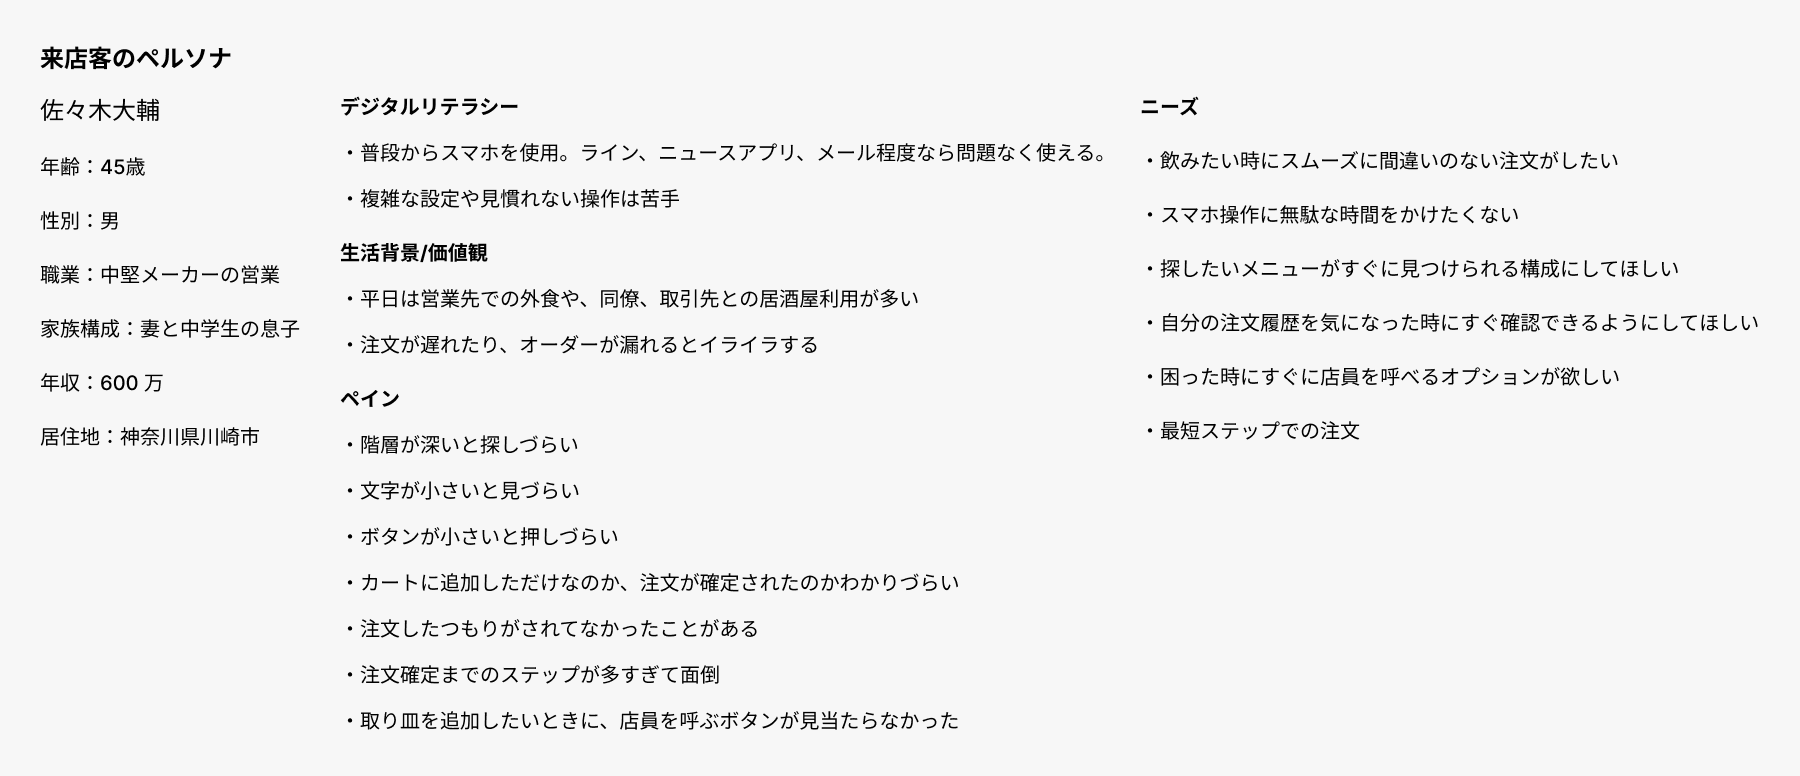 来店客のペルソナ
佐々木大輔
年齢：45歳
性別：男
職業：中堅メーカーの営業
家族構成：妻と中学生の息子
年収：600 万
居住地：神奈川県川崎市
デジタルリテラシー
・普段からスマホを使用。ライン、ニュースアプリ、メール程度なら問題なく使える。
・複雑な設定や見慣れない操作は苦手
生活背景/価値観
・平日は営業先での外食や、同僚、取引先との居酒屋利用が多い
・注文が遅れたり、オーダーが漏れるとイライラする
ペイン
・階層が深いと探しづらい
・文字が小さいと見づらい
・ボタンが小さいと押しづらい
・カートに追加しただけなのか、注文が確定されたのかわかりづらい
・注文したつもりがされてなかったことがある
・注文確定までのステップが多すぎて面倒
・取り皿を追加したいときに、店員を呼ぶボタンが見当たらなかった
ニーズ
・飲みたい時にスムーズに間違いのない注文がしたい
・スマホ操作に無駄な時間をかけたくない
・探したいメニューがすぐに見つけられる構成にしてほしい
・自分の注文履歴を気になった時にすぐ確認できるようにしてほしい
・困った時にすぐに店員を呼べるオプションが欲しい
・最短ステップでの注文